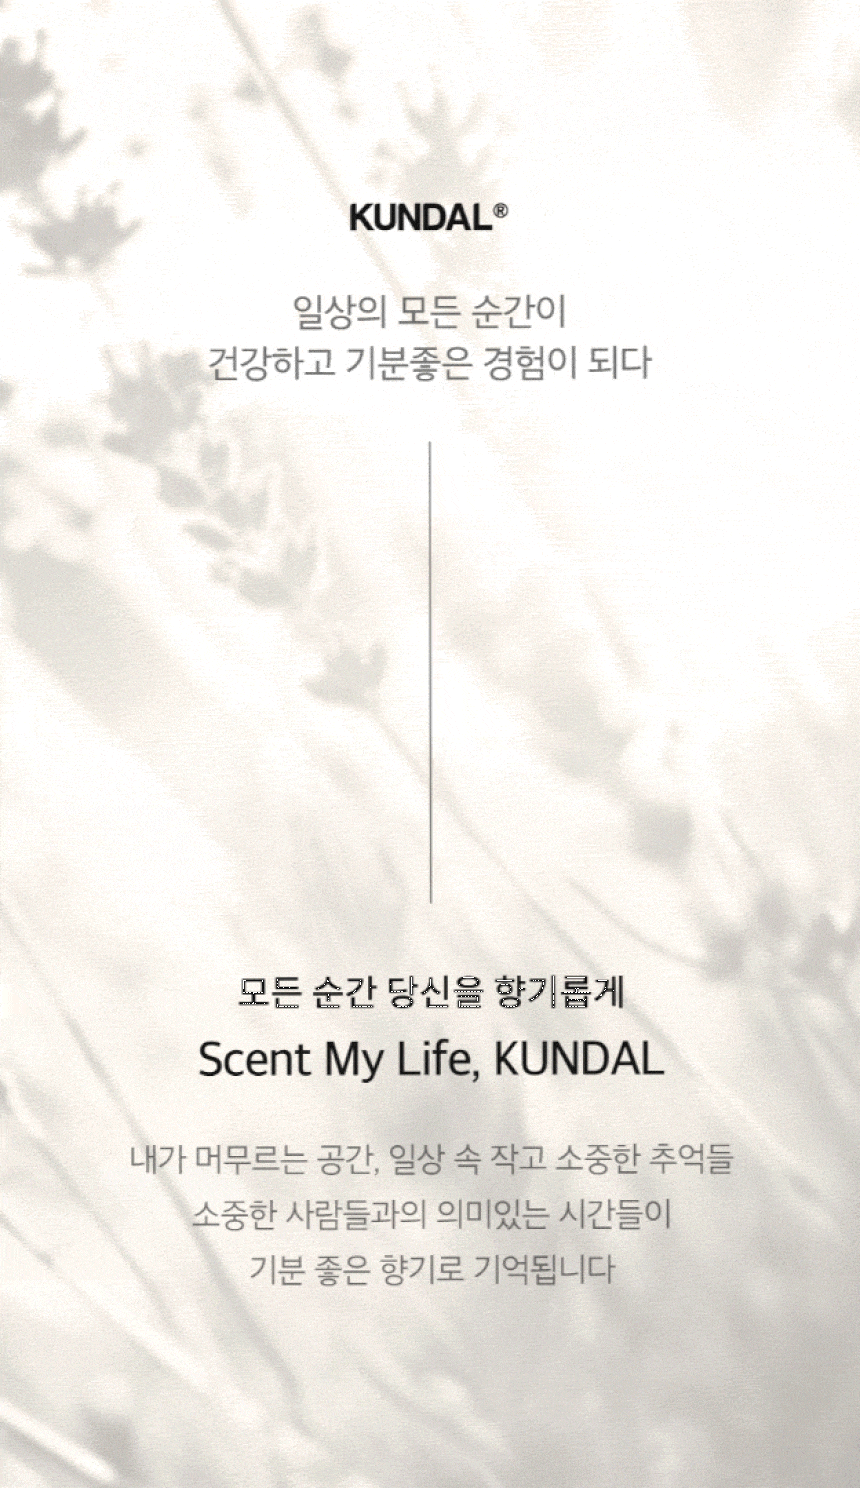 KUNDAL®
일상의 모든 순간이
건강하고 기분좋은 경험이 되다
모든 순간 당신을 향기롭게
Scent My Life, KUNDAL
내가 머무르는 공간, 일상 속 작고 소중한 추억들
소중한 사람들과의 의미있는 시간들이
기분 좋은 향기로 기억됩니다